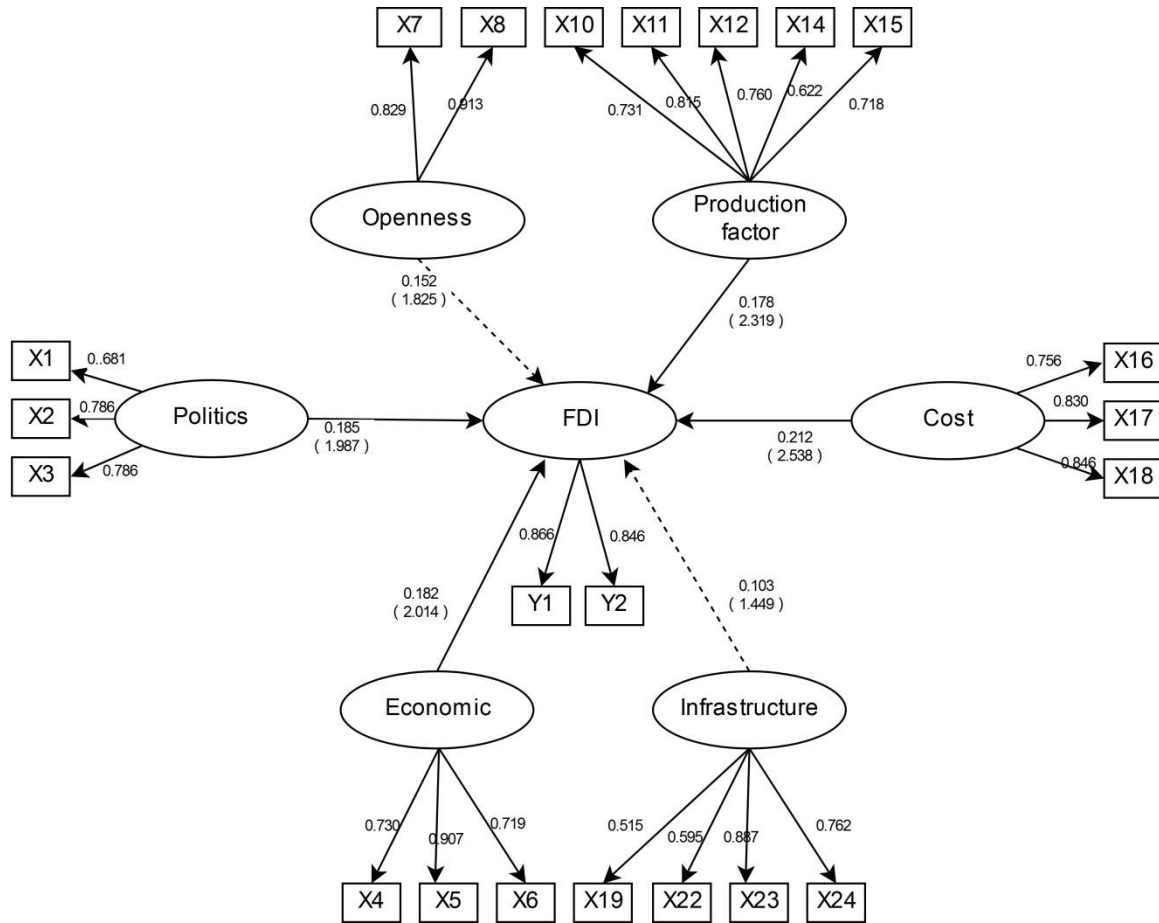 X7
X8
X10
X11
X12
X14
X15
0.829
0.913
0.731
0.815
0.760
0.622
0.718
Openness
Production
factor
0.152
( 1.825 )
0.178
( 2.319 )
X1
X2
X3
0..681
0.786
0.786
Politics
0.185
( 1.987 )
FDI
0.212
( 2.538 )
Cost
0.756
0.830
0.846
X16
X17
X18
0.866
0.846
Y1
Y2
0.182
( 2.014 )
0.103
( 1.449 )
Economic
Infrastructure
0.730
0.907
0.719
0.515
0.595
0.887
0.762
X4
X5
X6
X19
X22
X23
X24